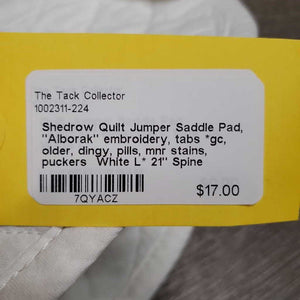 The Tack Collector
1002311-224
Shedrow Quilt Jumper Saddle Pad,
"Alborak" embroidery, tabs *gc,
older, dingy, pills, mnr stains,
puckers White L* 21" Spine
7QYACZ
$17.00